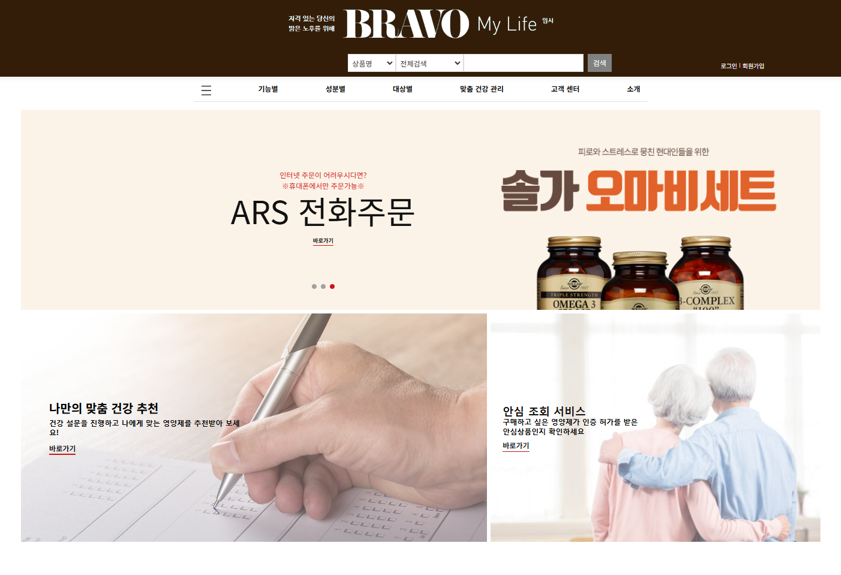 자격 있는 당신의
밝은 노후를 위해
BRAVO My Life 임시
상품명 전체검색 검색
로그인 | 회원가입
기능별 성분별 대상별 맞춤 건강 관리 고객 센터 소개
인터넷 주문이 어려우시다면?
※휴대폰에서만 주문가능※
ARS 전화주문
바로가기
피로와 스트레스로 뭉친 현대인들을 위한
솔가 오마비세트
TRIPLE STRENGTH
OMEGA 3
B-COMPLEX
"100"
나만의 맞춤 건강 추천
건강 설문을 진행하고 나에게 맞는 영양제를 추천받아 보세
요!
바로가기
안심 조회 서비스
구매하고 싶은 영양제가 인증 허가를 받은
안심상품인지 확인하세요
바로가기